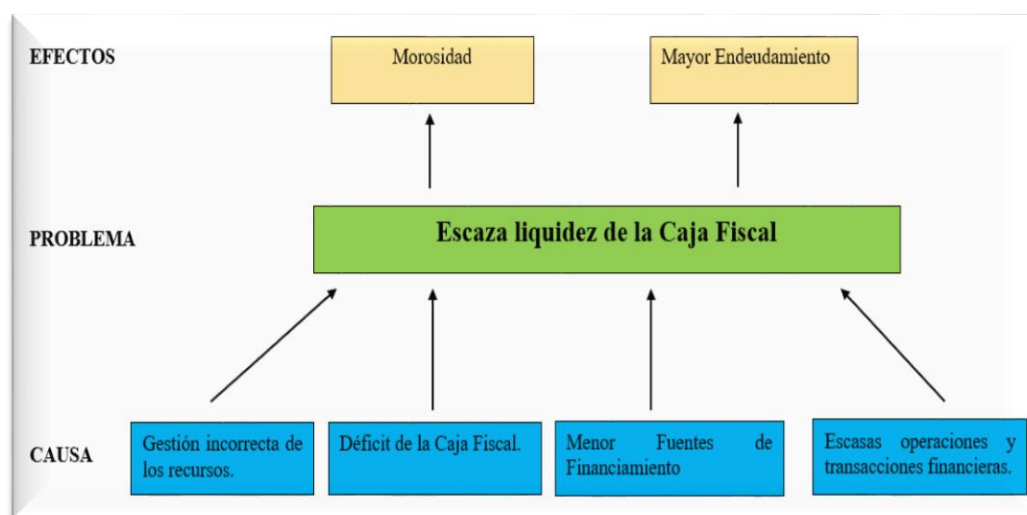 EFECTOS
Morosidad
Mayor Endeudamiento
PROBLEMA
Escaza liquidez de la Caja Fiscal
CAUSA
Gestión incorrecta de
los recursos.
Déficit de la Caja Fiscal.
Menor Fuentes de
Financiamiento
Escasas operaciones y
transacciones financieras.